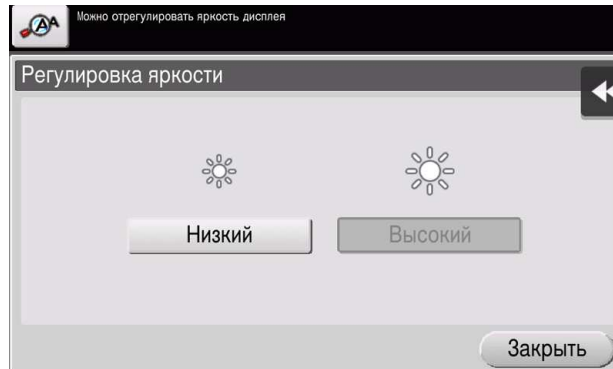 Можно отрегулировать яркость дисплея
Регулировка яркости
Низкий
Высокий
Закрыть